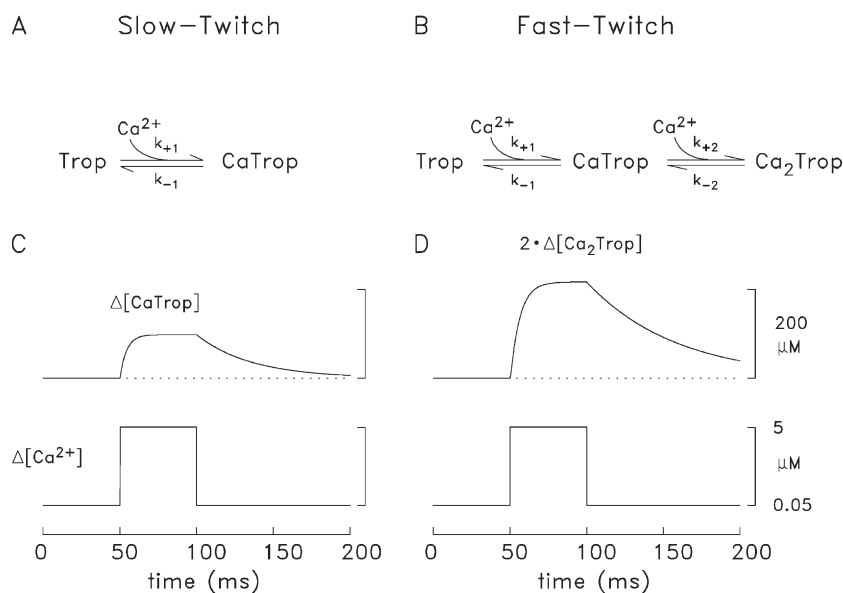 A Slow-Twitch
B Fast-Twitch
Ca²⁺
k₊₁
Trop CaTrop
k₋₁
Ca²⁺ Ca²⁺
k₊₁ k₊₂
Trop CaTrop Ca₂Trop
k₋₁ k₋₂
C
Δ[CaTrop]
D
2•Δ[Ca₂Trop]
200
μM
Δ[Ca²⁺]
5
μM
0.05
0 50 100 150 200
time (ms)
0 50 100 150 200
time (ms)